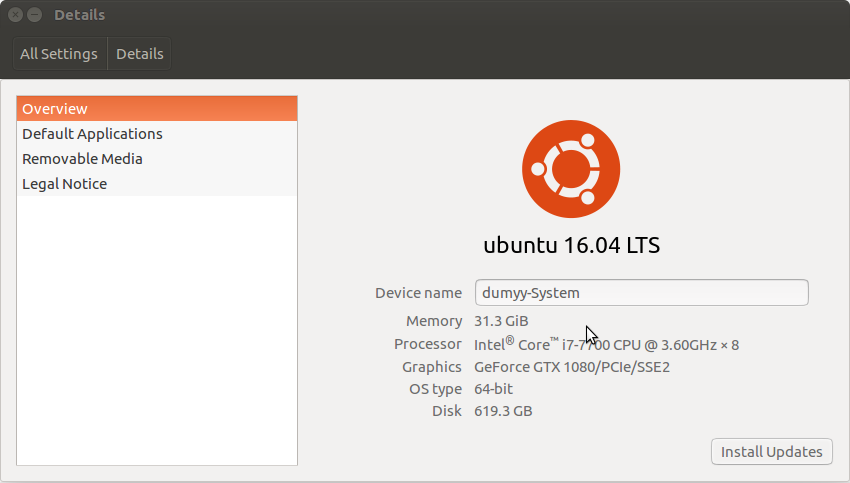 Details
All Settings Details
Overview
Default Applications
Removable Media
Legal Notice
ubuntu 16.04 LTS
Device name dumyy-System
Memory 31.3 GiB
Processor Intel® Core™ i7-7700 CPU @ 3.60GHz × 8
Graphics GeForce GTX 1080/PCIe/SSE2
OS type 64-bit
Disk 619.3 GB
Install Updates